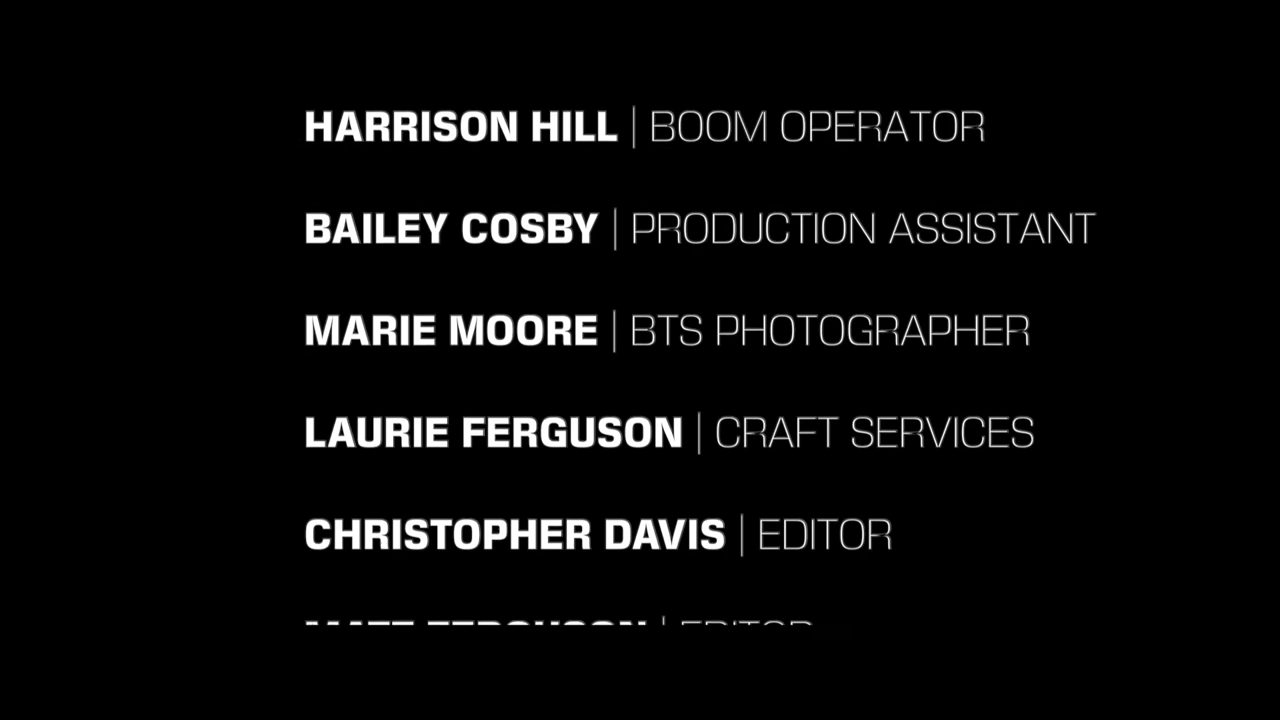 HARRISON HILL | BOOM OPERATOR
BAILEY COSBY | PRODUCTION ASSISTANT
MARIE MOORE | BTS PHOTOGRAPHER
LAURIE FERGUSON | CRAFT SERVICES
CHRISTOPHER DAVIS | EDITOR